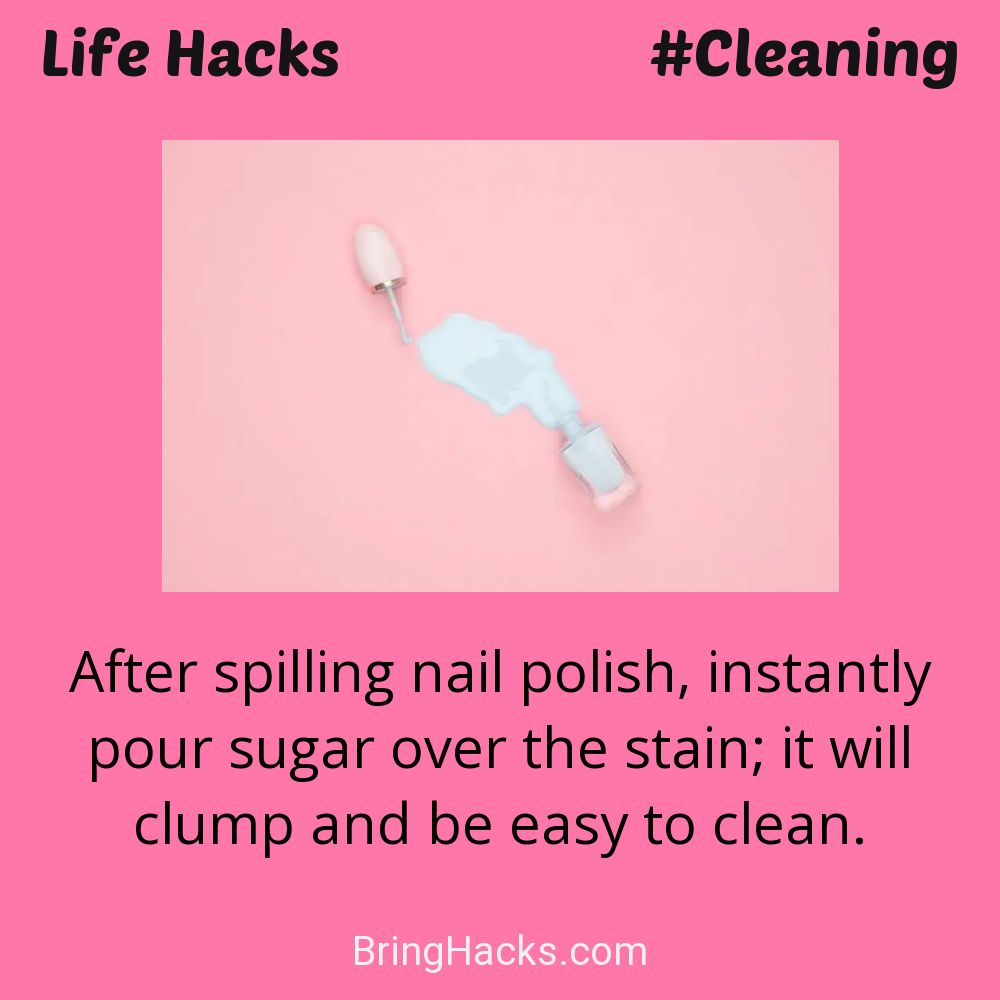 Life Hacks
#Cleaning
After spilling nail polish, instantly
pour sugar over the stain; it will
clump and be easy to clean.
BringHacks.com